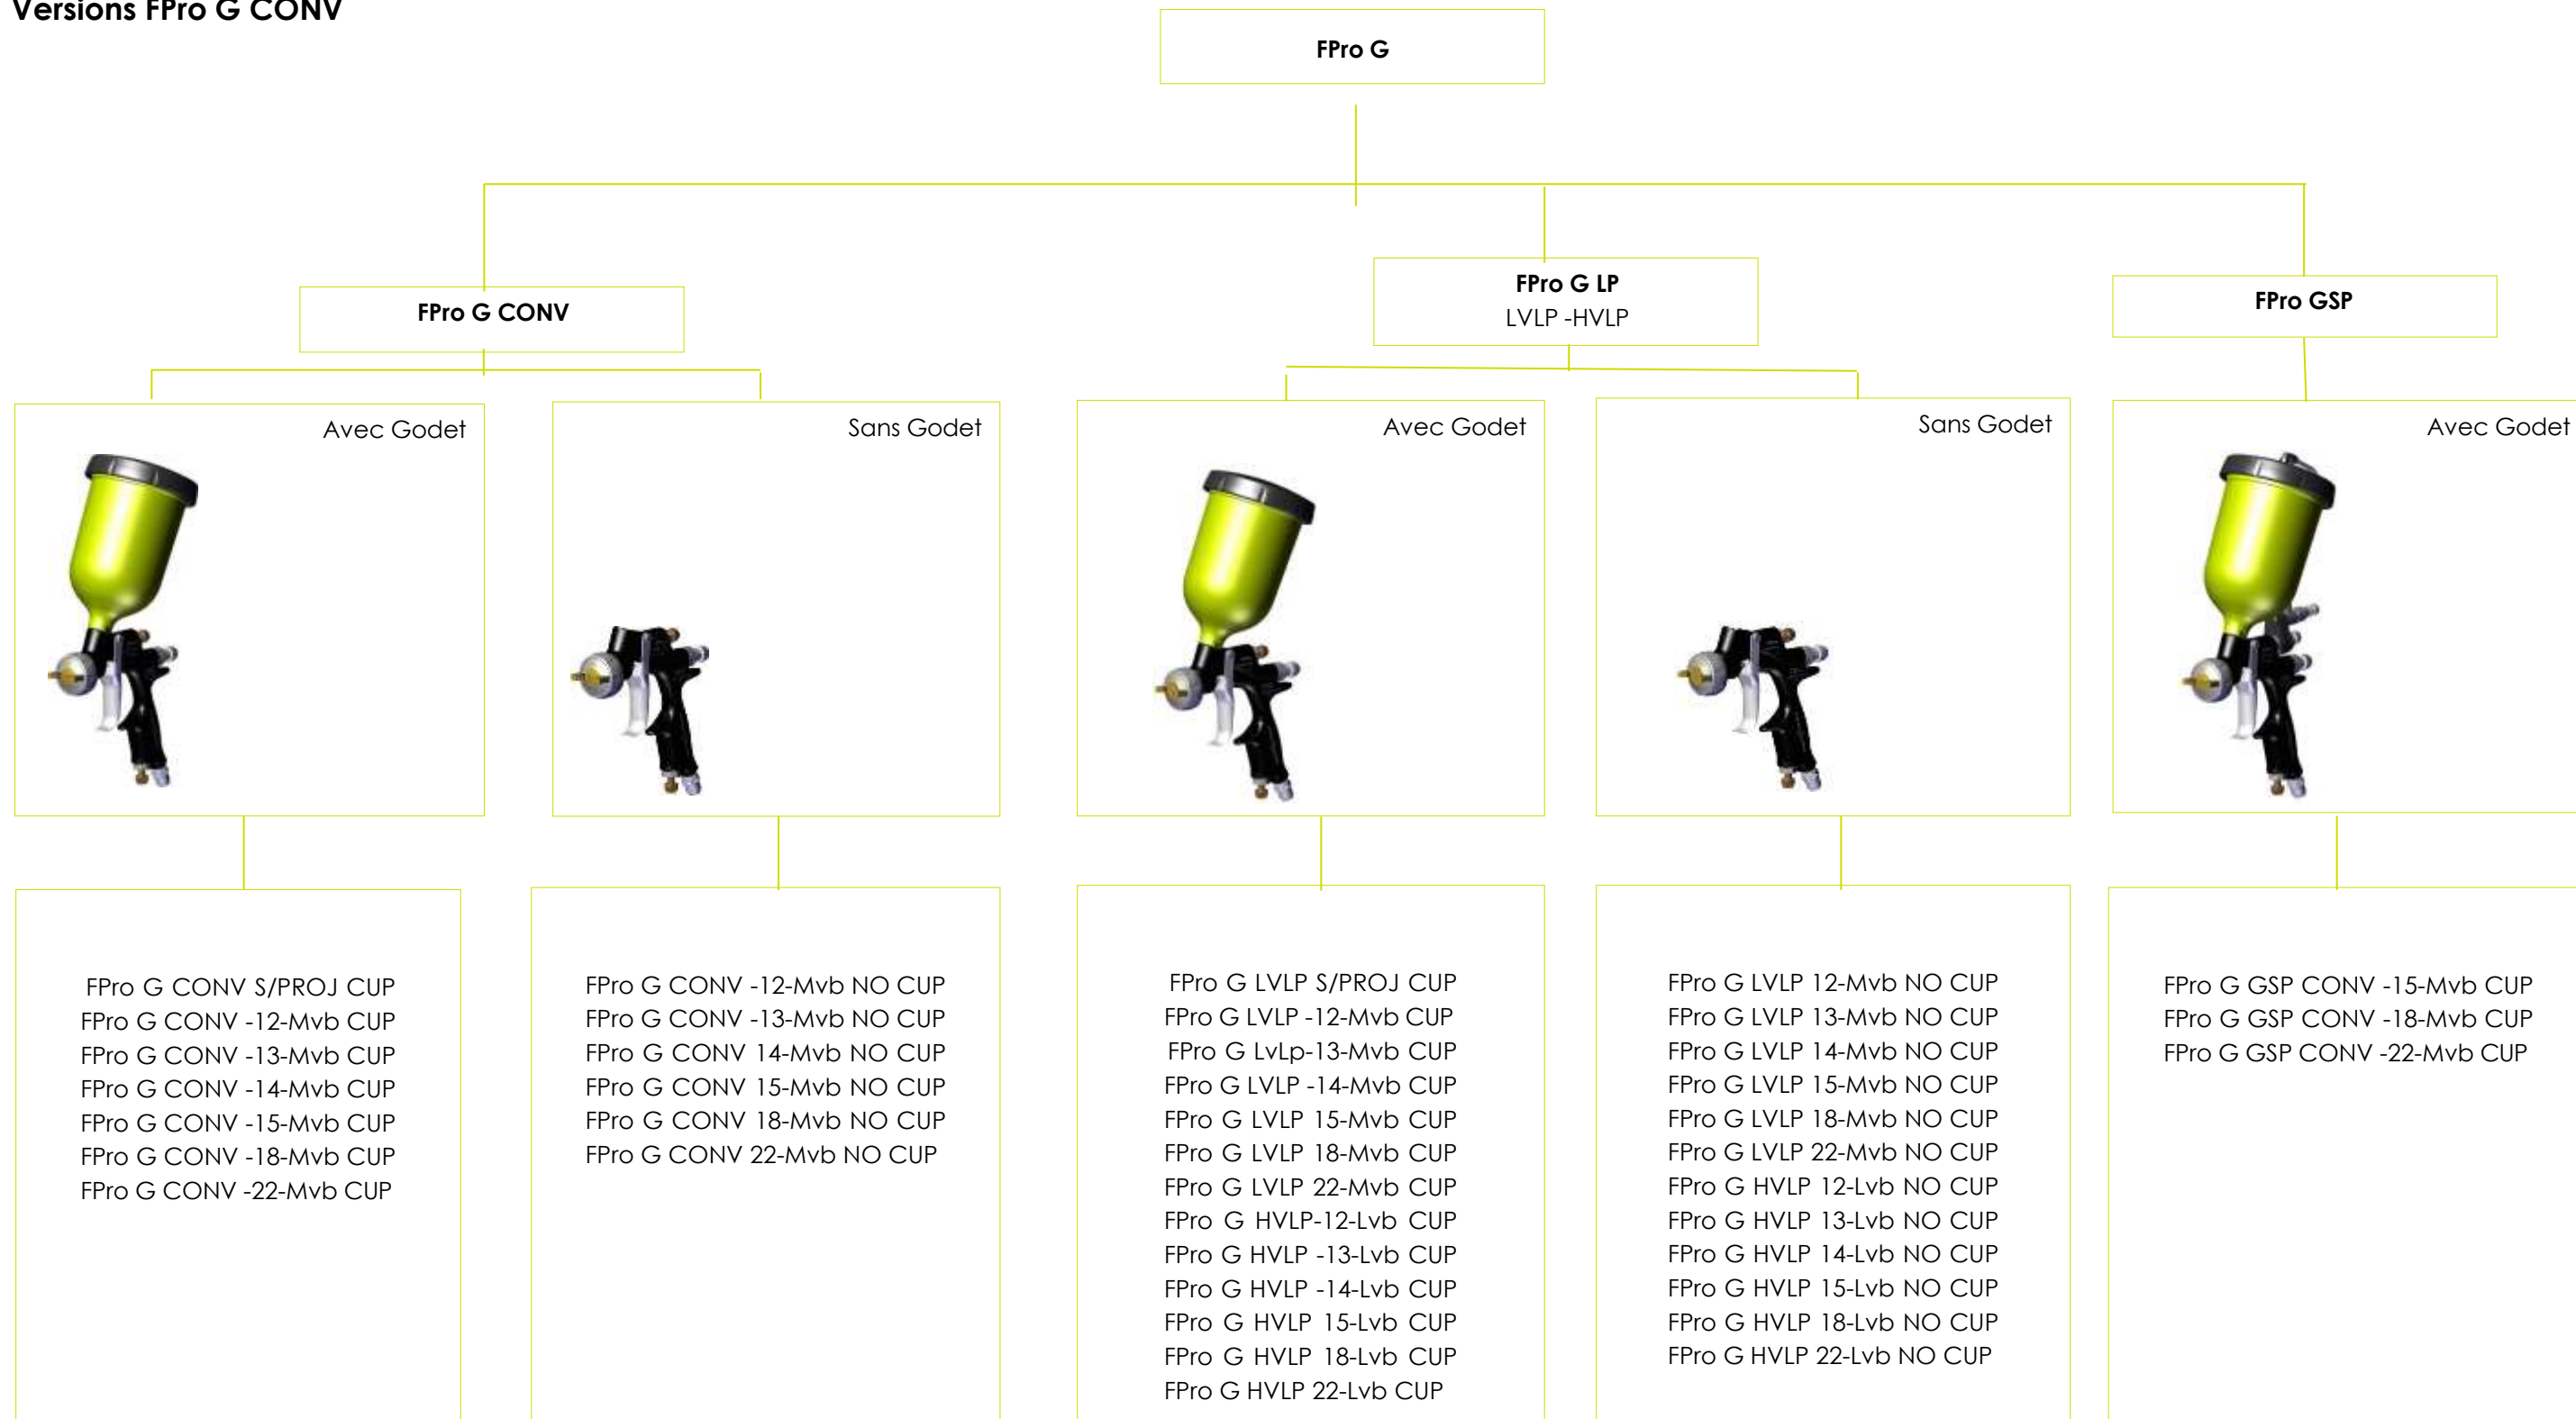 Versions FPro G CONV
FPro G
FPro G CONV
FPro G LP
LVLP -HVLP
FPro GSP
Avec Godet
Sans Godet
Avec Godet
Sans Godet
Avec Godet
FPro G CONV S/PROJ CUP
FPro G CONV -12-Mvb CUP
FPro G CONV -13-Mvb CUP
FPro G CONV -14-Mvb CUP
FPro G CONV -15-Mvb CUP
FPro G CONV -18-Mvb CUP
FPro G CONV -22-Mvb CUP
FPro G CONV -12-Mvb NO CUP
FPro G CONV -13-Mvb NO CUP
FPro G CONV 14-Mvb NO CUP
FPro G CONV 15-Mvb NO CUP
FPro G CONV 18-Mvb NO CUP
FPro G CONV 22-Mvb NO CUP
FPro G LVLP S/PROJ CUP
FPro G LVLP -12-Mvb CUP
FPro G LvLp-13-Mvb CUP
FPro G LVLP -14-Mvb CUP
FPro G LVLP 15-Mvb CUP
FPro G LVLP 18-Mvb CUP
FPro G LVLP 22-Mvb CUP
FPro G HVLP-12-Lvb CUP
FPro G HVLP -13-Lvb CUP
FPro G HVLP -14-Lvb CUP
FPro G HVLP 15-Lvb CUP
FPro G HVLP 18-Lvb CUP
FPro G HVLP 22-Lvb CUP
FPro G LVLP 12-Mvb NO CUP
FPro G LVLP 13-Mvb NO CUP
FPro G LVLP 14-Mvb NO CUP
FPro G LVLP 15-Mvb NO CUP
FPro G LVLP 18-Mvb NO CUP
FPro G LVLP 22-Mvb NO CUP
FPro G HVLP 12-Lvb NO CUP
FPro G HVLP 13-Lvb NO CUP
FPro G HVLP 14-Lvb NO CUP
FPro G HVLP 15-Lvb NO CUP
FPro G HVLP 18-Lvb NO CUP
FPro G HVLP 22-Lvb NO CUP
FPro G GSP CONV -15-Mvb CUP
FPro G GSP CONV -18-Mvb CUP
FPro G GSP CONV -22-Mvb CUP